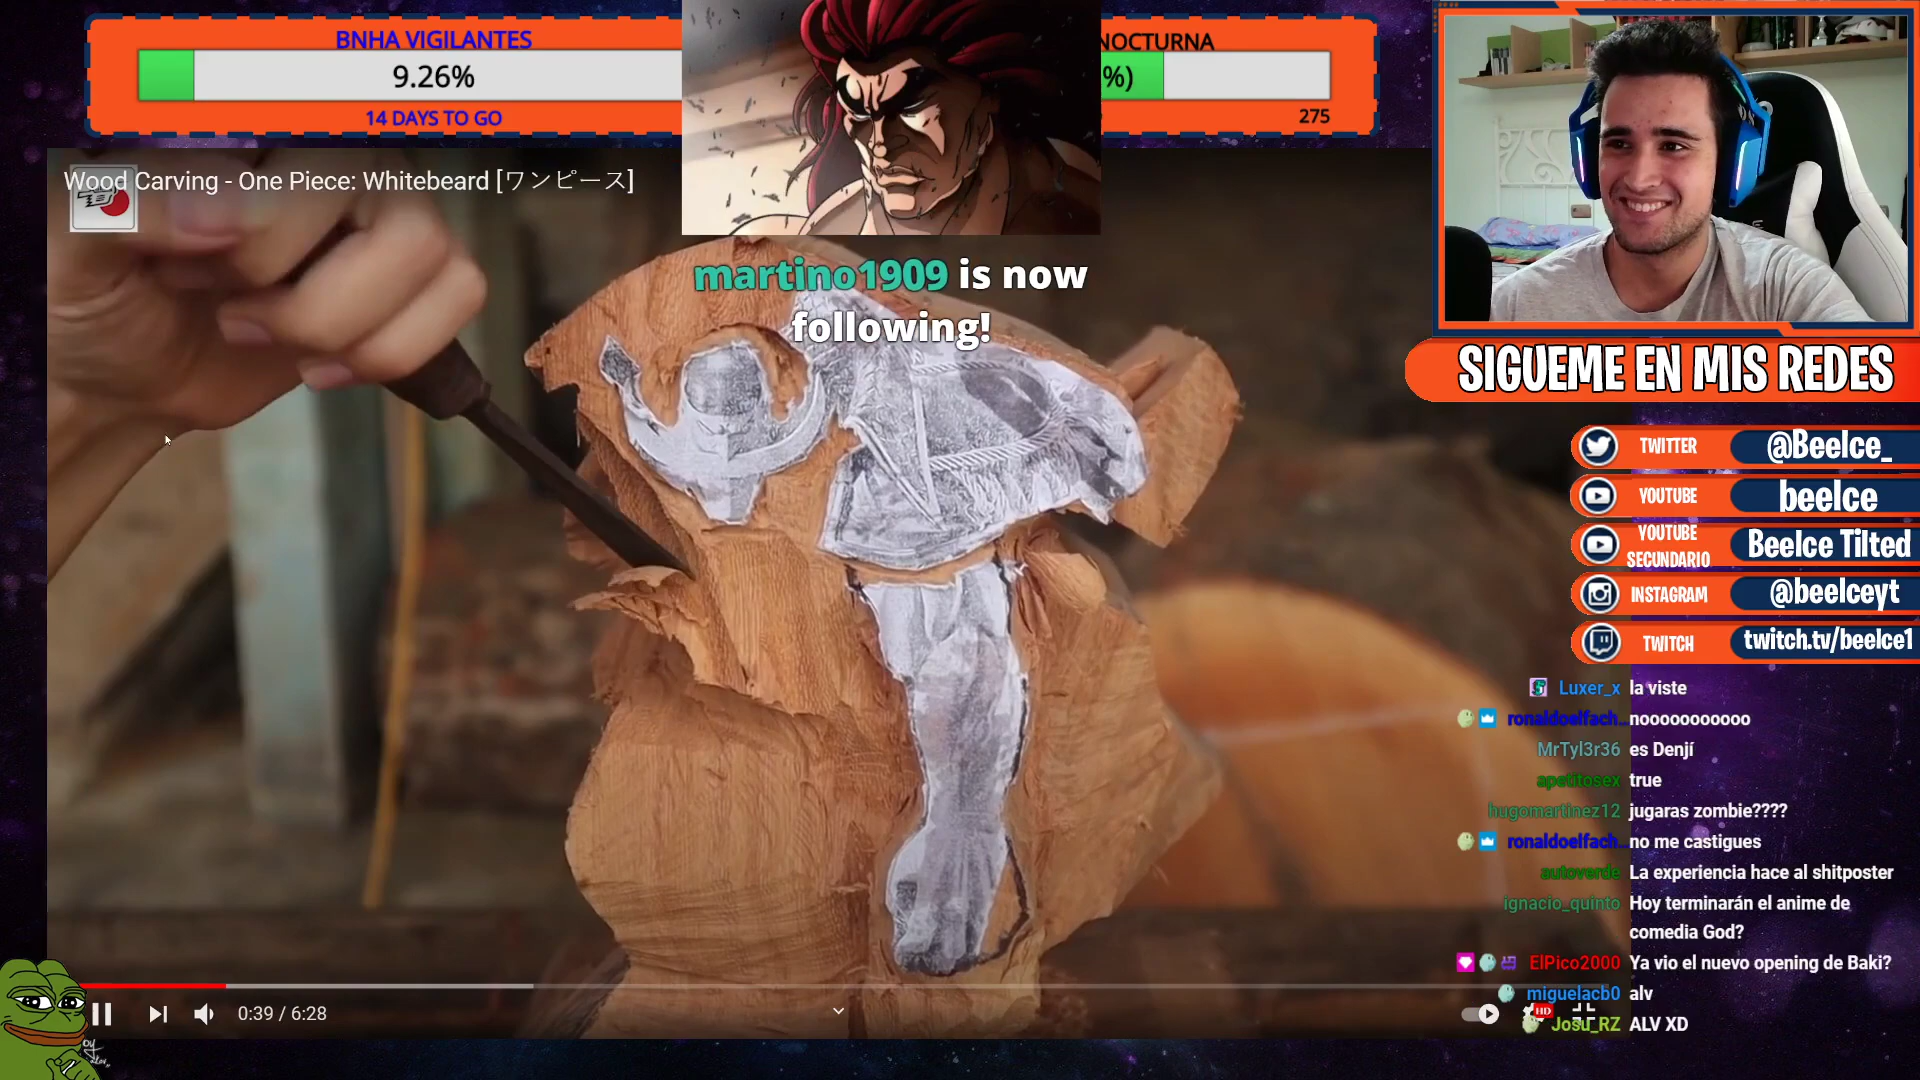 BNHA VIGILANTES
9.26%
14 DAYS TO GO
NOCTURNA
%)
275
Wood Carving - One Piece: Whitebeard [ワンピース]
martino1909 is now
following!
SIGUEME EN MIS REDES
TWITTER @Beelce_
YOUTUBE beelce
YOUTUBE SECUNDARIO Beelce Tilted
INSTAGRAM @beelceyt
TWITCH twitch.tv/beelce1
Luxer_x la viste
ronaldoelfach... nooooooooooo
MrTyl3r36 es Denjí
apetitosex true
hugomartinez12 jugaras zombie????
ronaldoelfach... no me castigues
autoverde La experiencia hace al shitposter
ignacio_quinto Hoy terminarán el anime de
comedia God?
ElPico2000 Ya vio el nuevo opening de Baki?
miguelacb0 alv
Josu_RZ ALV XD
0:39 / 6:28
HD